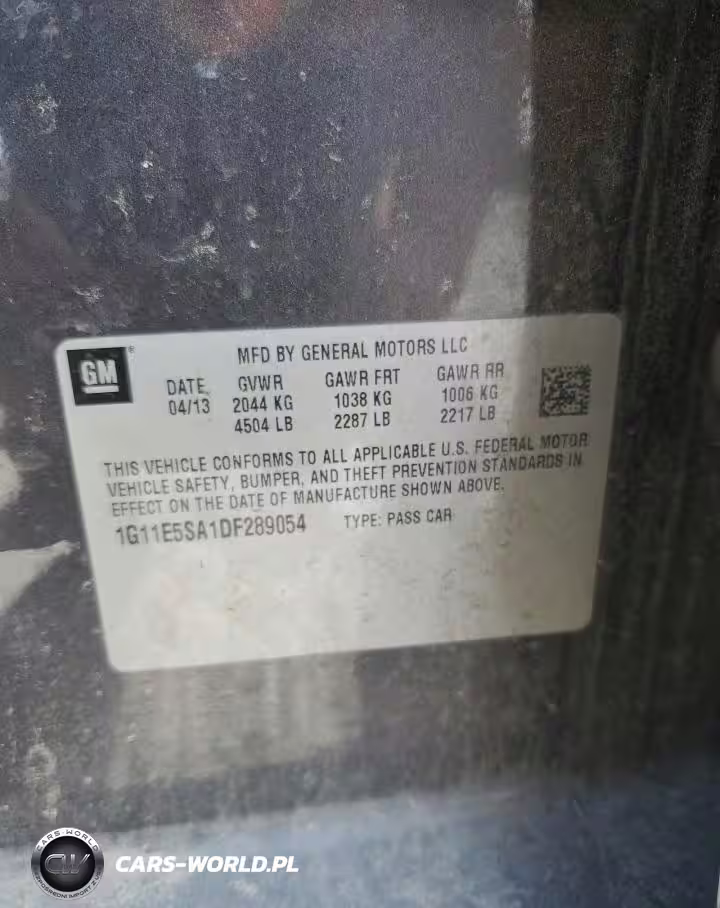 GM
MFD BY GENERAL MOTORS LLC
DATE GVWR GAWR FRT GAWR RR
04/13 2044 KG 1038 KG 1006 KG
4504 LB 2287 LB 2217 LB
THIS VEHICLE CONFORMS TO ALL APPLICABLE U.S. FEDERAL MOTOR
VEHICLE SAFETY, BUMPER, AND THEFT PREVENTION STANDARDS IN
EFFECT ON THE DATE OF MANUFACTURE SHOWN ABOVE.
1G11E5SA1DF289054 TYPE: PASS CAR
CARS-WORLD
CW
CARS-WORLD.PL